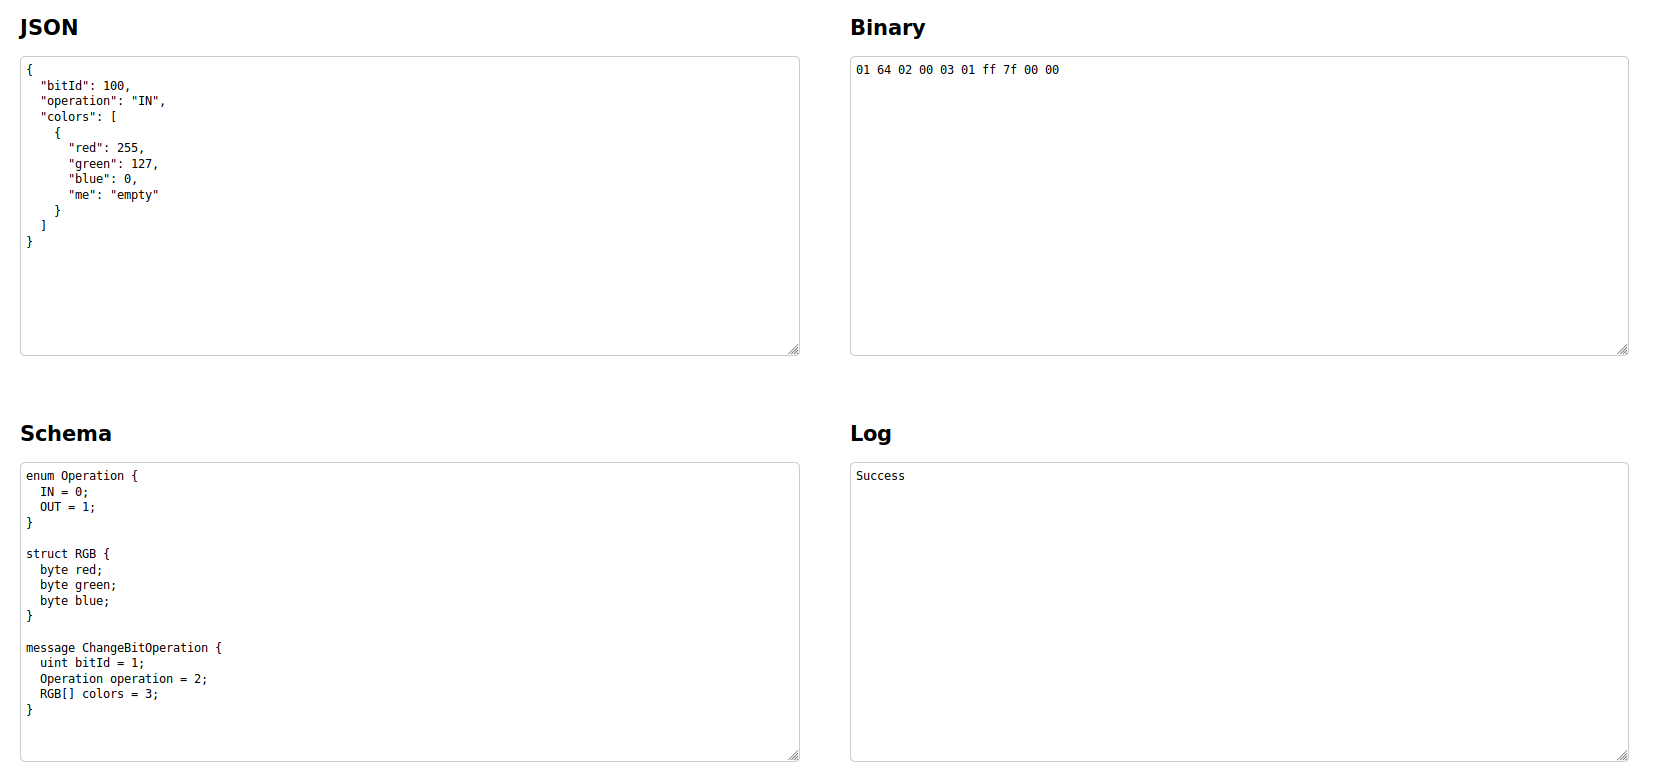 JSON
{
  "bitId": 100,
  "operation": "IN",
  "colors": [
    {
      "red": 255,
      "green": 127,
      "blue": 0,
      "me": "empty"
    }
  ]
}
Binary
01 64 02 00 03 01 ff 7f 00 00
Schema
enum Operation {
  IN = 0;
  OUT = 1;
}

struct RGB {
  byte red;
  byte green;
  byte blue;
}

message ChangeBitOperation {
  uint bitId = 1;
  Operation operation = 2;
  RGB[] colors = 3;
}
Log
Success